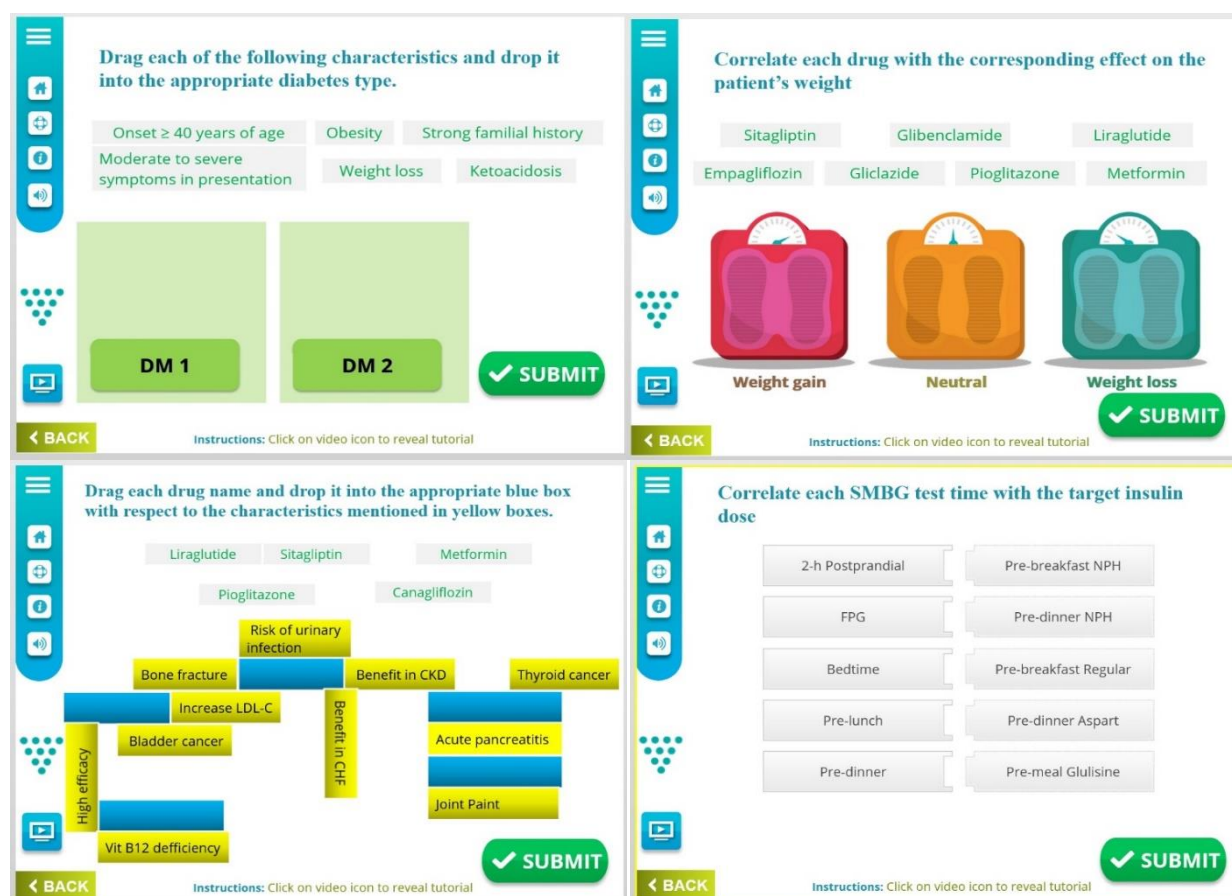 Drag each of the following characteristics and drop it
into the appropriate diabetes type.
Onset ≥ 40 years of age
Obesity
Strong familial history
Moderate to severe
symptoms in presentation
Weight loss
Ketoacidosis
DM 1
DM 2
SUBMIT
BACK
Instructions: Click on video icon to reveal tutorial
Correlate each drug with the corresponding effect on the
patient's weight
Sitagliptin
Glibenclamide
Liraglutide
Empagliflozin
Gliclazide
Pioglitazone
Metformin
Weight gain
Neutral
Weight loss
SUBMIT
BACK
Instructions: Click on video icon to reveal tutorial
Drag each drug name and drop it into the appropriate blue box
with respect to the characteristics mentioned in yellow boxes.
Liraglutide
Sitagliptin
Metformin
Pioglitazone
Canagliflozin
Risk of urinary
infection
Bone fracture
Benefit in CKD
Thyroid cancer
Increase LDL-C
Bladder cancer
Benefit in CHF
Acute pancreatitis
High efficacy
Joint Paint
Vit B12 defficiency
SUBMIT
BACK
Instructions: Click on video icon to reveal tutorial
Correlate each SMBG test time with the target insulin
dose
2-h Postprandial
Pre-breakfast NPH
FPG
Pre-dinner NPH
Bedtime
Pre-breakfast Regular
Pre-lunch
Pre-dinner Aspart
Pre-dinner
Pre-meal Glulisine
SUBMIT
BACK
Instructions: Click on video icon to reveal tutorial